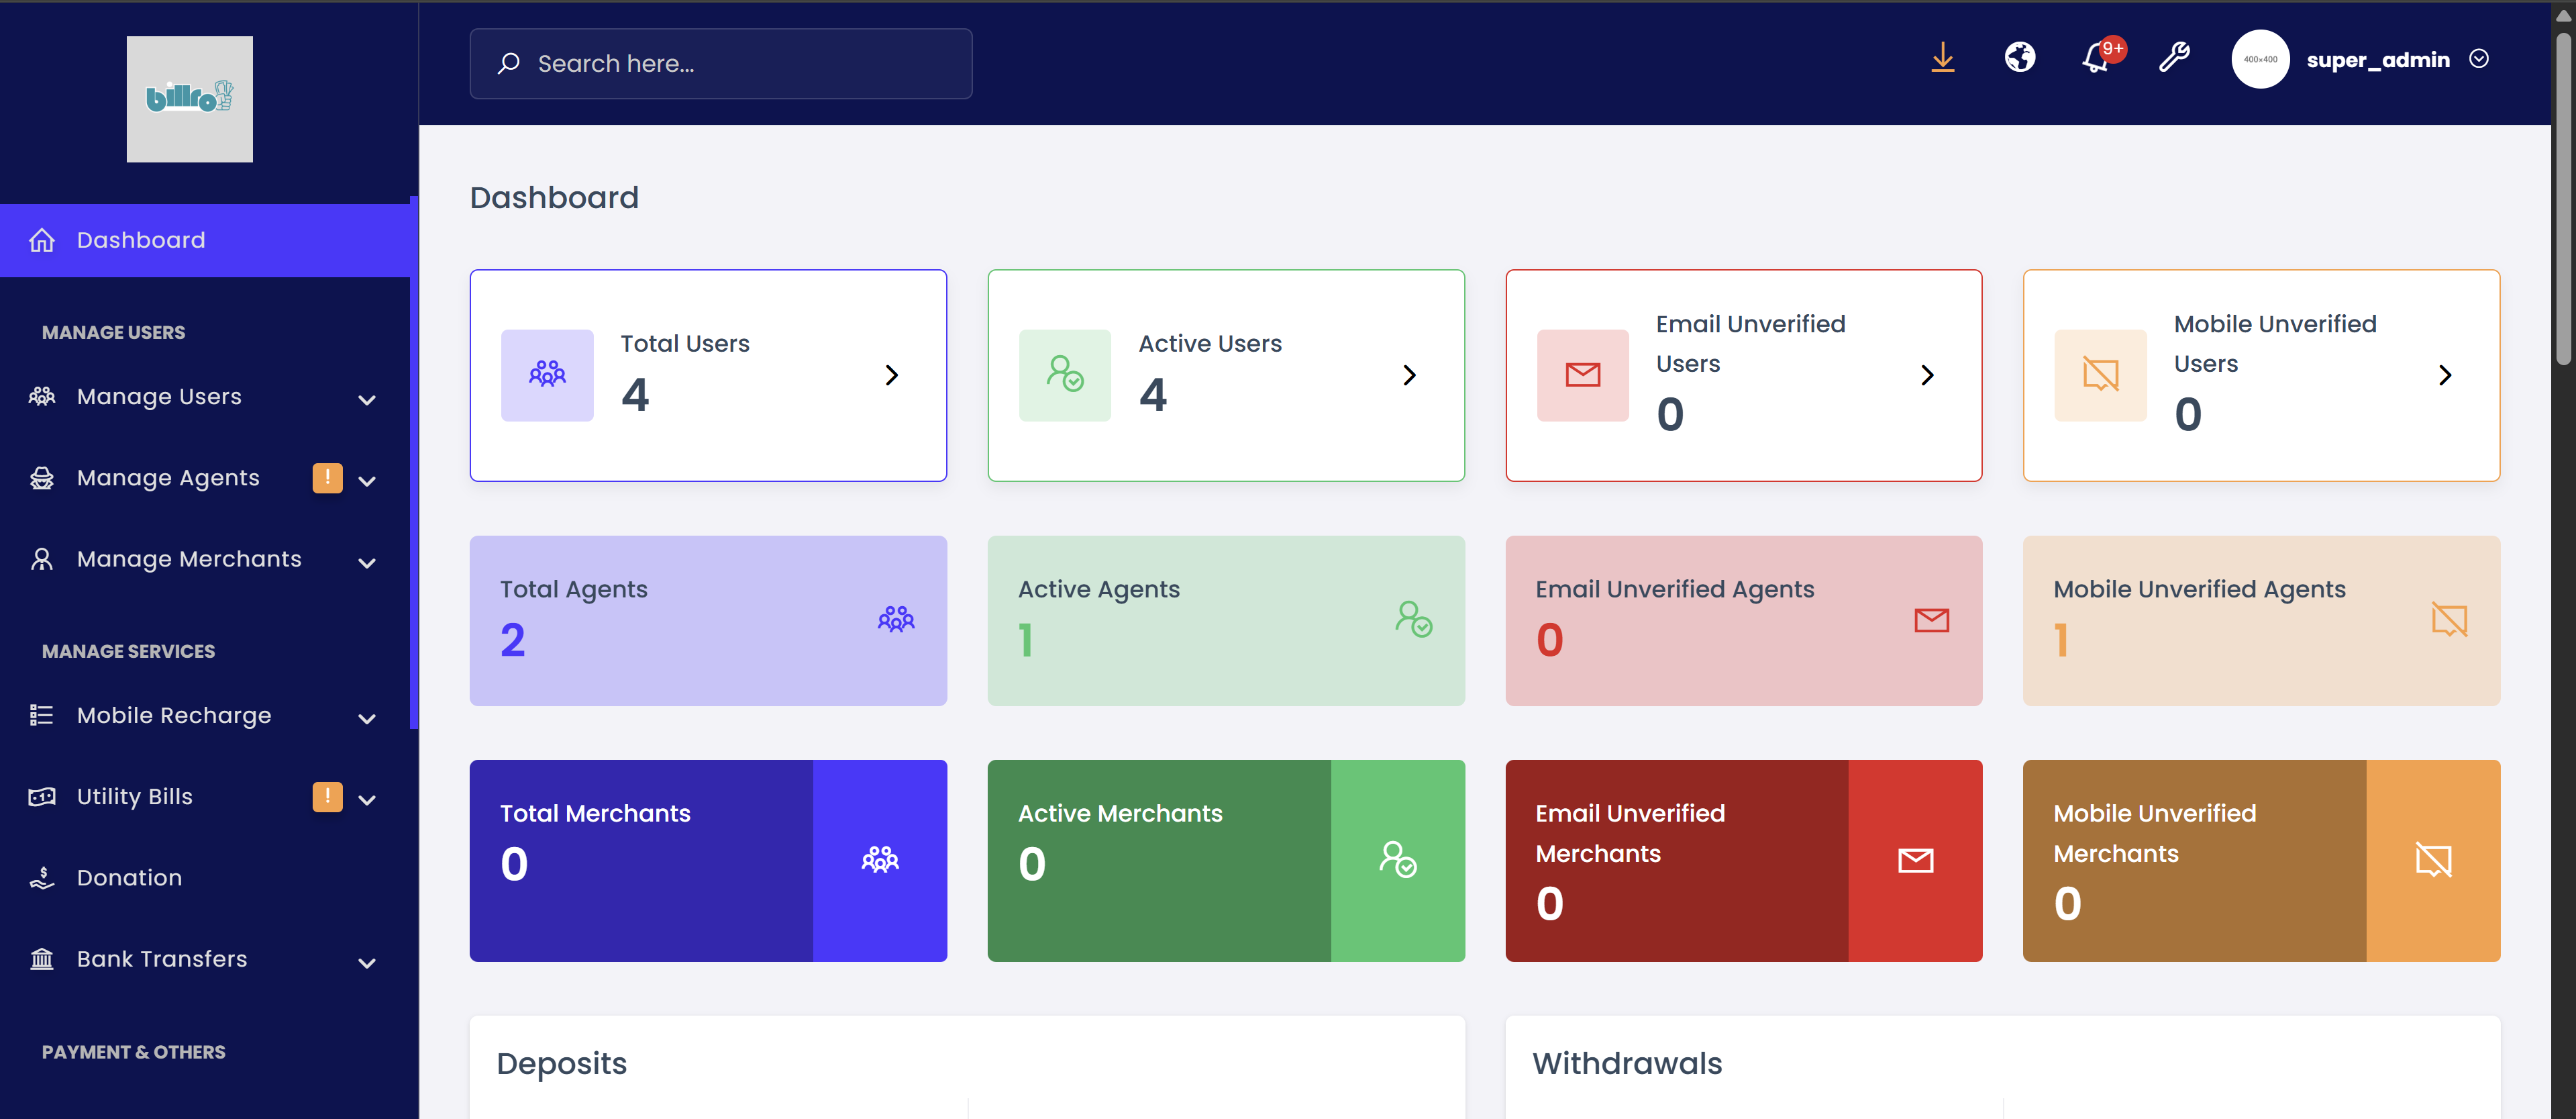 billro
Search here...
9+
400×400
super_admin
Dashboard
MANAGE USERS
Manage Users
Manage Agents
!
Manage Merchants
MANAGE SERVICES
Mobile Recharge
Utility Bills
!
Donation
Bank Transfers
PAYMENT & OTHERS
Dashboard
Total Users
4
Active Users
4
Email Unverified
Users
0
Mobile Unverified
Users
0
Total Agents
2
Active Agents
1
Email Unverified Agents
0
Mobile Unverified Agents
1
Total Merchants
0
Active Merchants
0
Email Unverified
Merchants
0
Mobile Unverified
Merchants
0
Deposits
Withdrawals